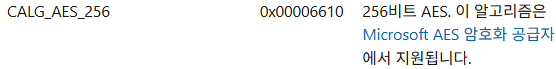 CALG_AES_256 0x00006610 256비트 AES. 이 알고리즘은
Microsoft AES 암호화 공급자
에서 지원됩니다.